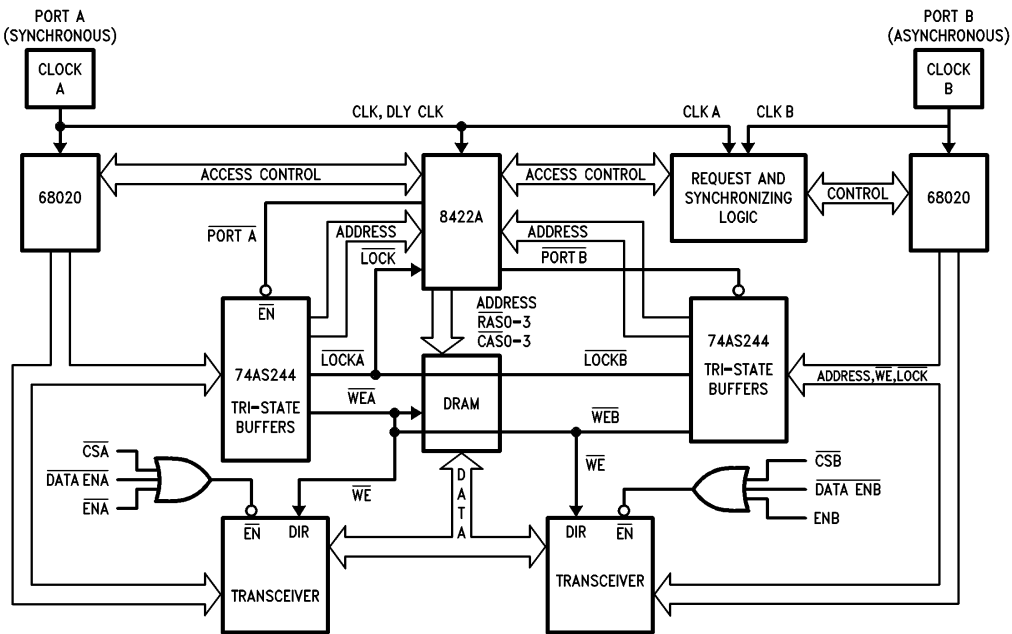 PORT A
(SYNCHRONOUS)
PORT B
(ASYNCHRONOUS)
CLOCK
A
CLOCK
B
CLK, DLY CLK
CLK A
CLK B
68020
ACCESS CONTROL
8422A
ACCESS CONTROL
REQUEST AND
SYNCHRONIZING
LOGIC
CONTROL
68020
PORT A
ADDRESS
LOCK
ADDRESS
PORT B
EN
74AS244
TRI-STATE
BUFFERS
ADDRESS
RAS0-3
CAS0-3
74AS244
TRI-STATE
BUFFERS
LOCKA
LOCKB
ADDRESS, WE, LOCK
WEA
DRAM
WEB
CSA
DATA ENA
ENA
WE
DATA
WE
CSB
DATA ENB
ENB
EN
DIR
TRANSCEIVER
DIR
EN
TRANSCEIVER